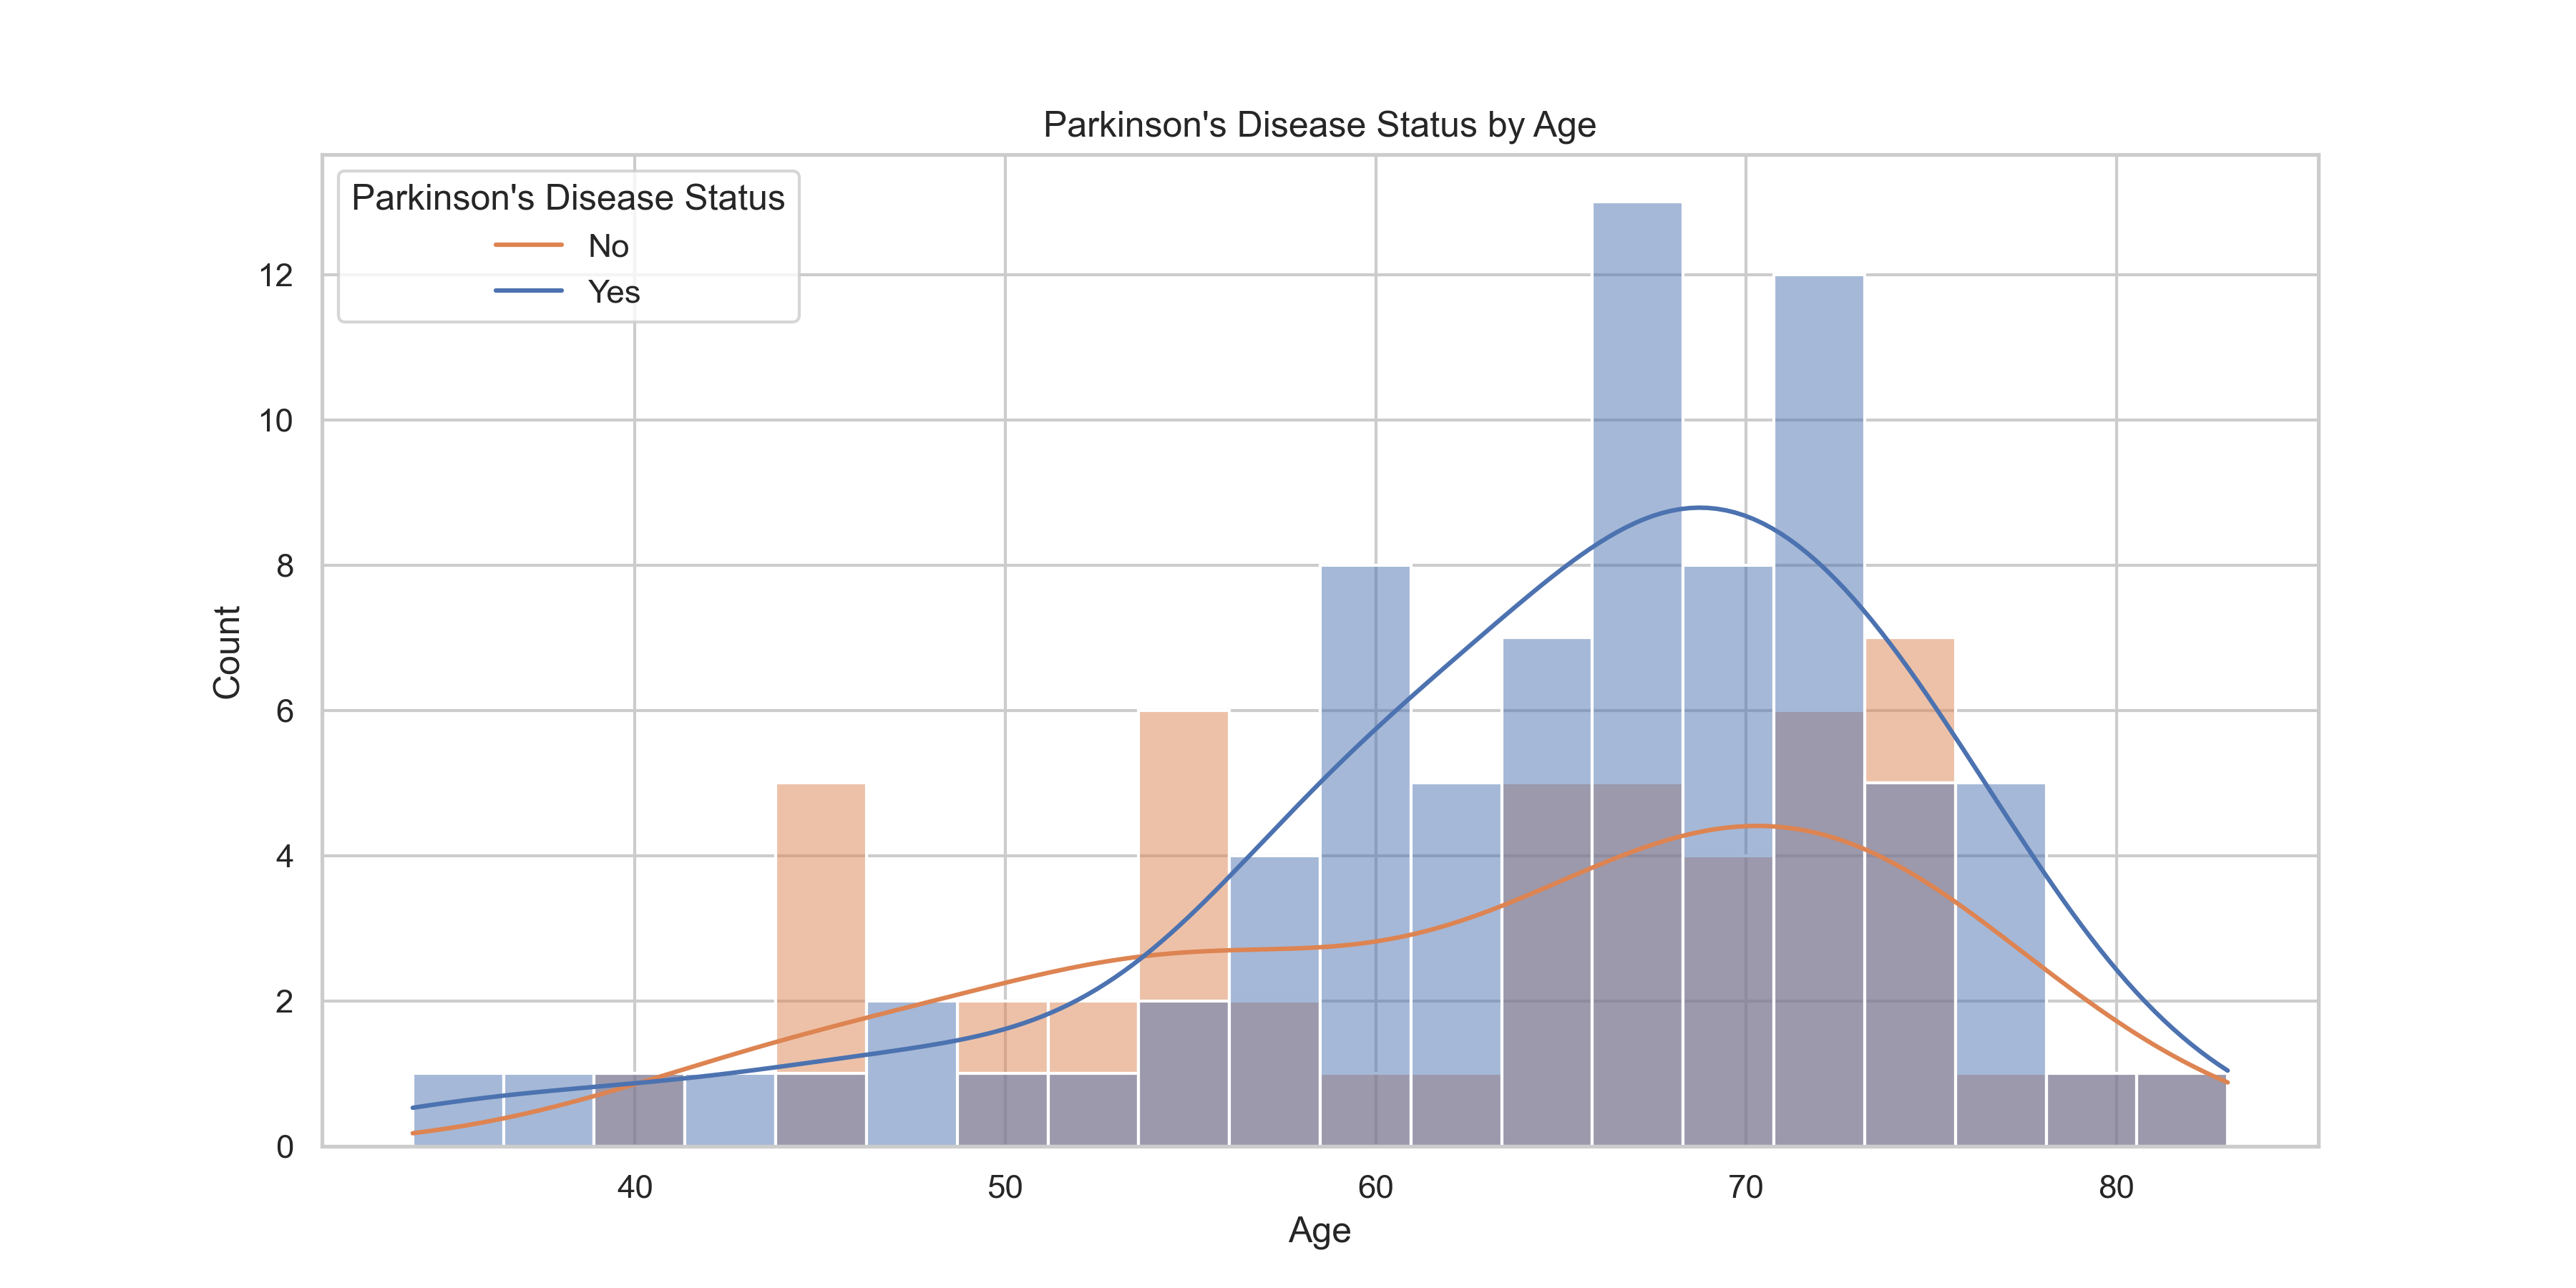 Parkinson's Disease Status by Age
Parkinson's Disease Status
No
Yes
12
10
8
6
4
2
0
Count
40 50 60 70 80
Age